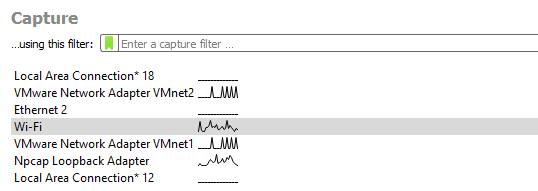 Capture
...using this filter: Enter a capture filter ...
Local Area Connection* 18
VMware Network Adapter VMnet2
Ethernet 2
Wi-Fi
VMware Network Adapter VMnet1
Npcap Loopback Adapter
Local Area Connection* 12